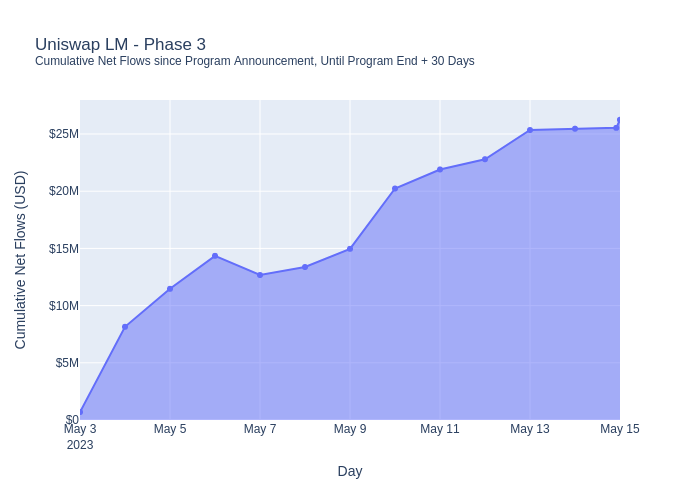 Uniswap LM - Phase 3
Cumulative Net Flows since Program Announcement, Until Program End + 30 Days
Cumulative Net Flows (USD)
$25M
$20M
$15M
$10M
$5M
$0
May 3 May 5 May 7 May 9 May 11 May 13 May 15
2023
Day